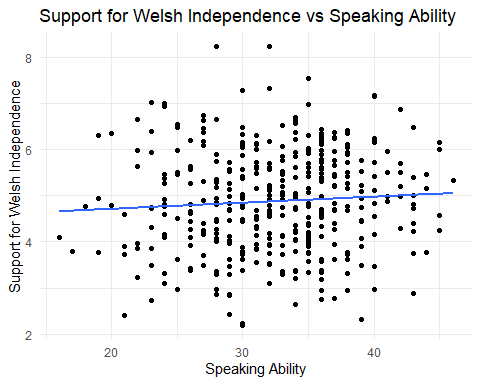 Support for Welsh Independence vs Speaking Ability
Support for Welsh Independence
8
6
4
2
20
30
40
Speaking Ability